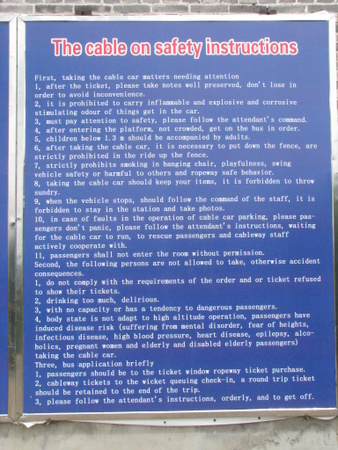 The cable on safety instructions
First, taking the cable car matters needing attention
1, after the ticket, please take notes well preserved, don't lose in
order to avoid inconvenience.
2, it is prohibited to carry inflammable and explosive and corrosive
stimulating odour of things get in the car.
3, must pay attention to safety, please follow the attendant's command.
4, after entering the platform, not crowded, get on the bus in order.
5, children below 1.3 m should be accompanied by adults.
6, after taking the cable car, it is necessary to put down the fence, are
strictly prohibited in the ride up the fence.
7, strictly prohibits smoking in hanging chair, playfulness, swing
vehicle safety or harmful to others and ropeway safe behavior.
8, taking the cable car should keep your items, it is forbidden to throw
sundry.
9, when the vehicle stops, should follow the command of the staff, it is
forbidden to stay in the station and take photos.
10, in case of faults in the operation of cable car parking, please pas-
sengers don't panic, please follow the attendant's instructions, waiting
for the cable car to run, to rescue passengers and cableway staff
actively cooperate with.
11, passengers shall not enter the room without permission.
Second, the following persons are not allowed to take, otherwise accident
consequences.
1, do not comply with the requirements of the order and or ticket refused
to show their tickets.
2, drinking too much, delirious.
3, with no capacity or has a tendency to dangerous passengers.
4, body state is not adapt to high altitude operation, passengers have
induced disease risk (suffering from mental disorder, fear of heights,
infectious disease, high blood pressure, heart disease, epilepsy, alco-
holics, pregnant women and elderly and disabled elderly passengers)
taking the cable car.
Three, bus application briefly
1, passengers should be to the ticket window ropeway ticket purchase.
2, cableway tickets to the wicket queuing check-in, a round trip ticket
should be retained to the end of the trip.
3, please follow the attendant's instructions, orderly, and to get off.